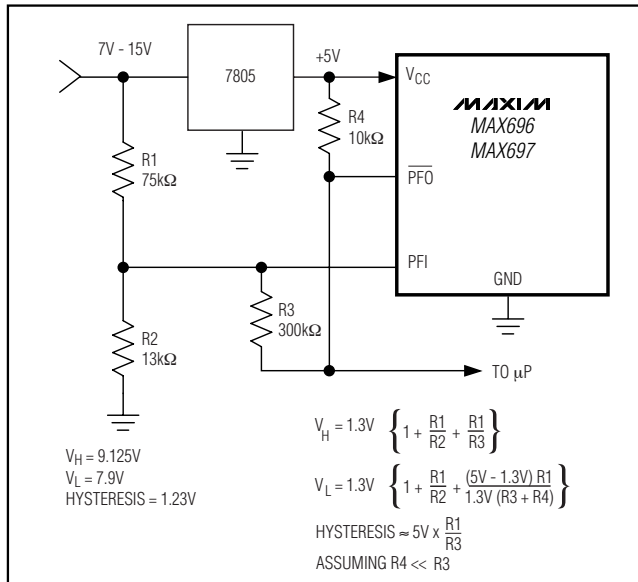 7V - 15V
7805
+5V
VCC
MAXIM
MAX696
MAX697
R4
10kΩ
PFO
R1
75kΩ
PFI
GND
R3
300kΩ
R2
13kΩ
TO µP
VH = 9.125V
VL = 7.9V
HYSTERESIS = 1.23V
VH = 1.3V { 1 + R1/R2 + R1/R3 }
VL = 1.3V { 1 + R1/R2 + (5V - 1.3V) R1/1.3V (R3 + R4) }
HYSTERESIS ≈ 5V x R1/R3
ASSUMING R4 << R3